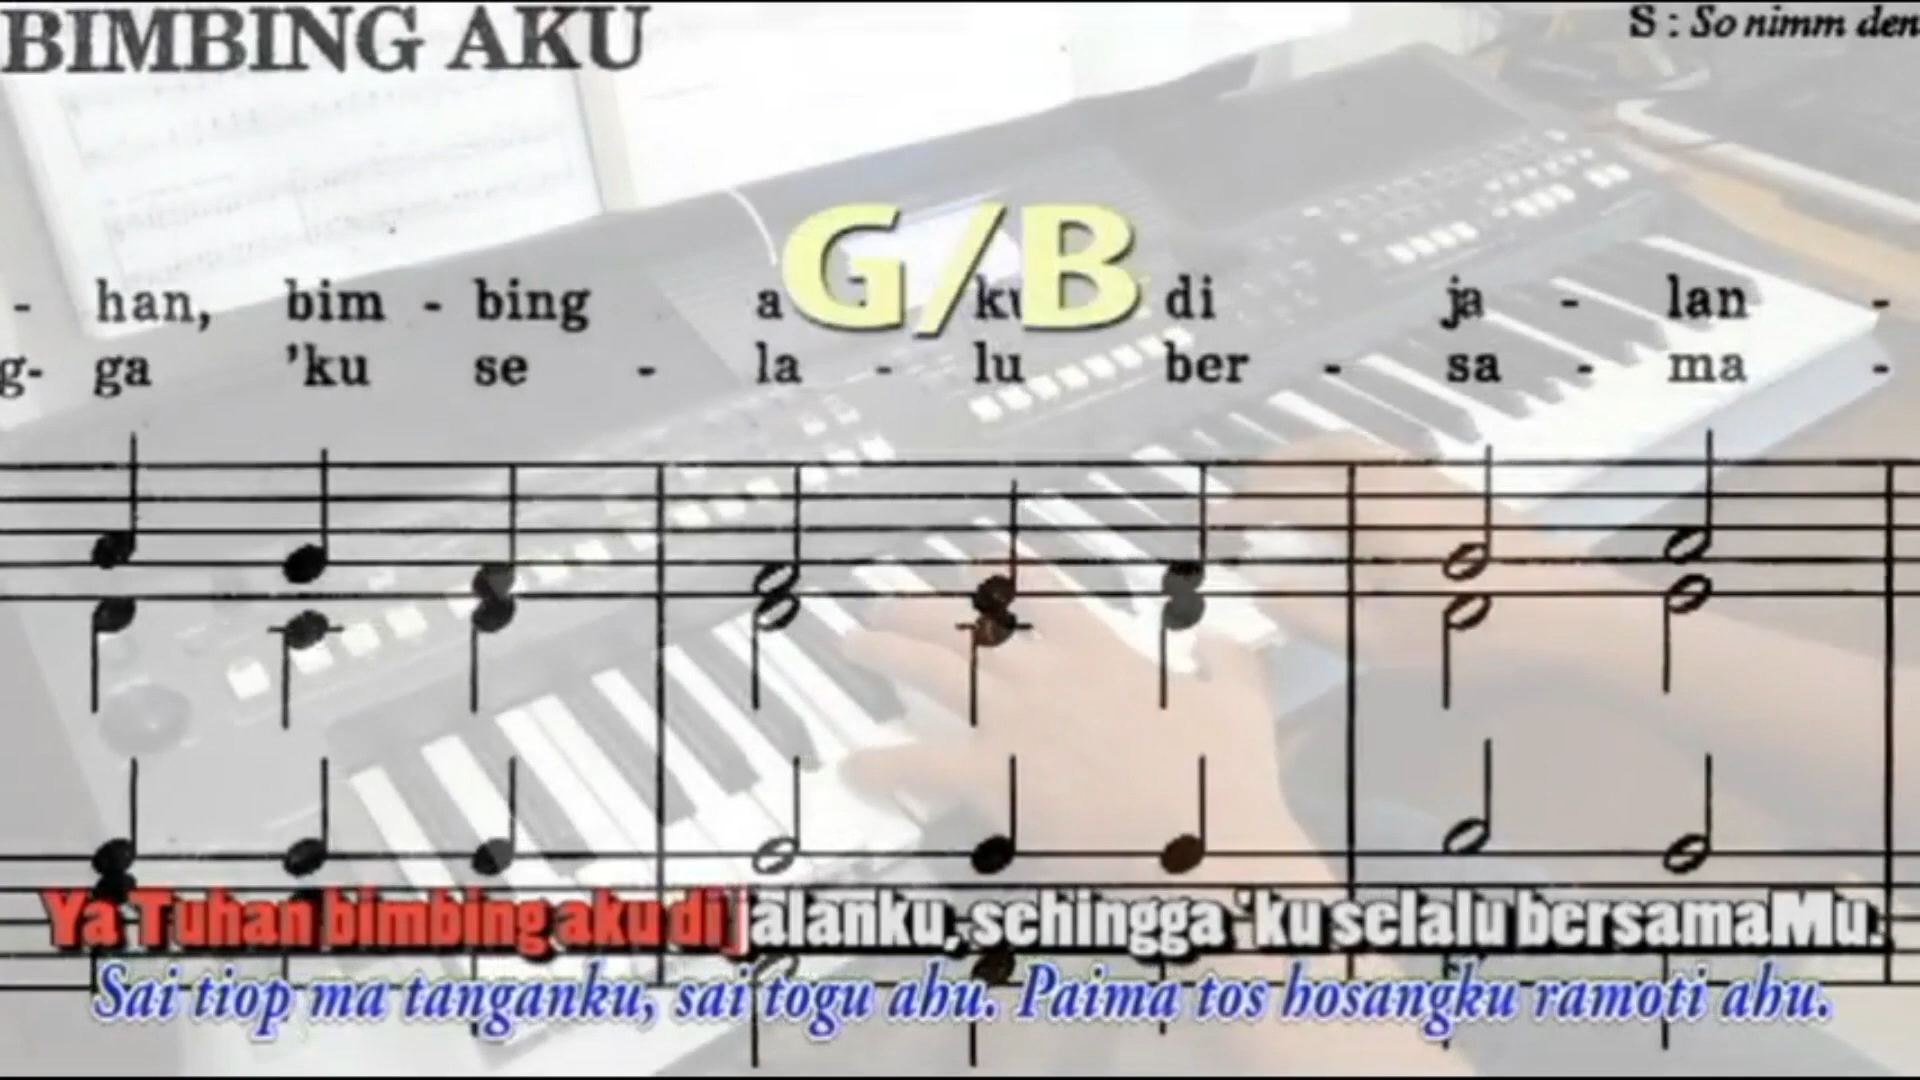 BIMBING AKU
S : So nimm den
G/B
- han, bim - bing a ku di ja - lan -
g- ga 'ku se - la - lu ber - sa - ma -
Ya Tuhan bimbing aku di jalanku, sehingga 'ku selalu bersamaMu.
Sai tiop ma tanganku, sai togu ahu. Paima tos hosangku ramoti ahu.